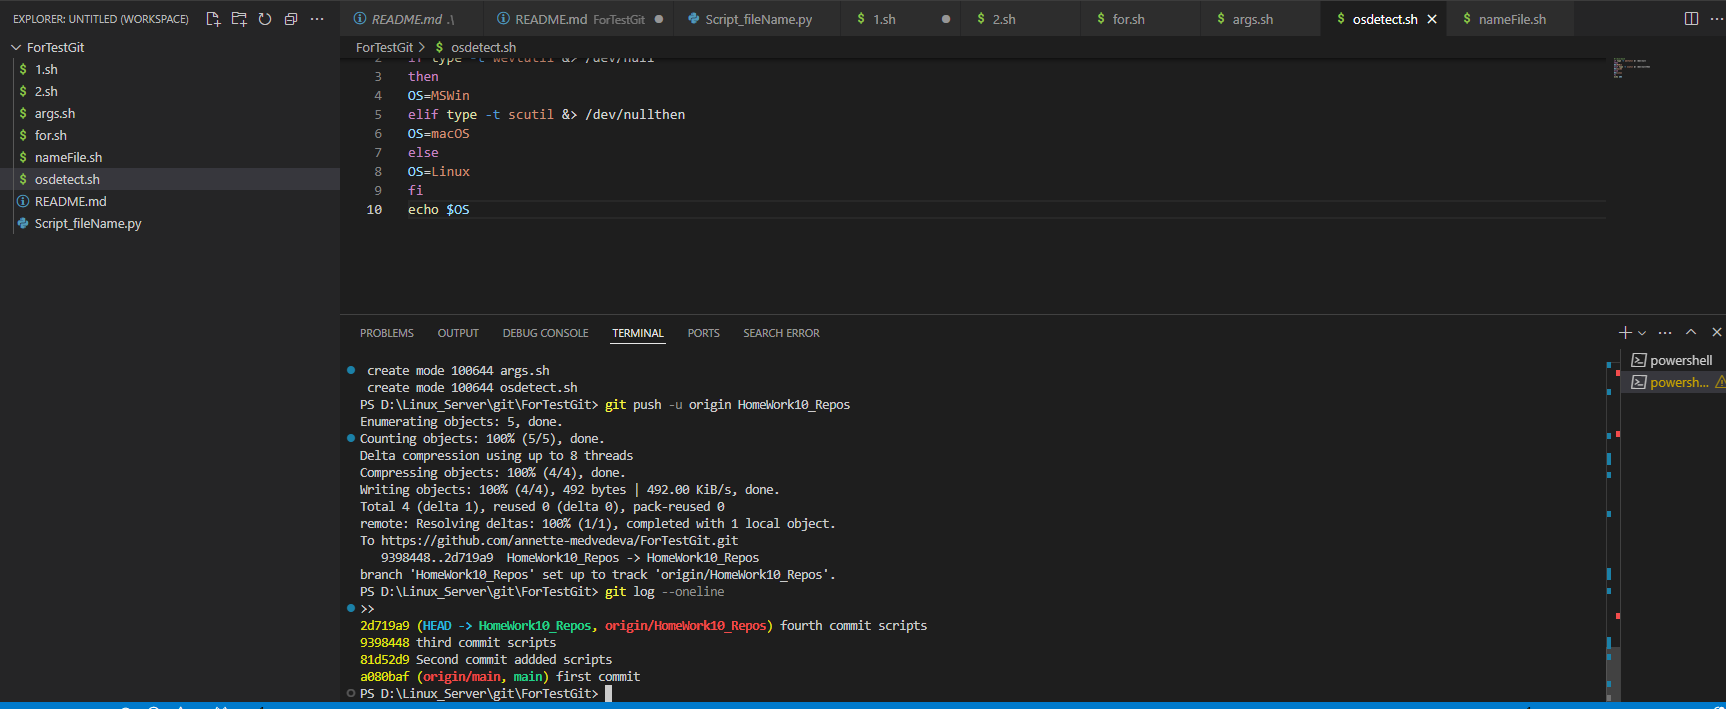 EXPLORER: UNTITLED (WORKSPACE)
README.md .\
README.md ForTestGit
Script_fileName.py
$ 1.sh
$ 2.sh
$ for.sh
$ args.sh
$ osdetect.sh
$ nameFile.sh
ForTestGit
$ 1.sh
$ 2.sh
$ args.sh
$ for.sh
$ nameFile.sh
$ osdetect.sh
README.md
Script_fileName.py
ForTestGit > $ osdetect.sh
2 if type -t wevtutil &> /dev/null
3 then
4 OS=MSWin
5 elif type -t scutil &> /dev/nullthen
6 OS=macOS
7 else
8 OS=Linux
9 fi
10 echo $OS
PROBLEMS OUTPUT DEBUG CONSOLE TERMINAL PORTS SEARCH ERROR
create mode 100644 args.sh
create mode 100644 osdetect.sh
PS D:\Linux_Server\git\ForTestGit> git push -u origin HomeWork10_Repos
Enumerating objects: 5, done.
Counting objects: 100% (5/5), done.
Delta compression using up to 8 threads
Compressing objects: 100% (4/4), done.
Writing objects: 100% (4/4), 492 bytes | 492.00 KiB/s, done.
Total 4 (delta 1), reused 0 (delta 0), pack-reused 0
remote: Resolving deltas: 100% (1/1), completed with 1 local object.
To https://github.com/annette-medvedeva/ForTestGit.git
9398448..2d719a9 HomeWork10_Repos -> HomeWork10_Repos
branch 'HomeWork10_Repos' set up to track 'origin/HomeWork10_Repos'.
PS D:\Linux_Server\git\ForTestGit> git log --oneline
>>
2d719a9 (HEAD -> HomeWork10_Repos, origin/HomeWork10_Repos) fourth commit scripts
9398448 third commit scripts
81d52d9 Second commit addded scripts
a080baf (origin/main, main) first commit
PS D:\Linux_Server\git\ForTestGit>
powershell
powersh...